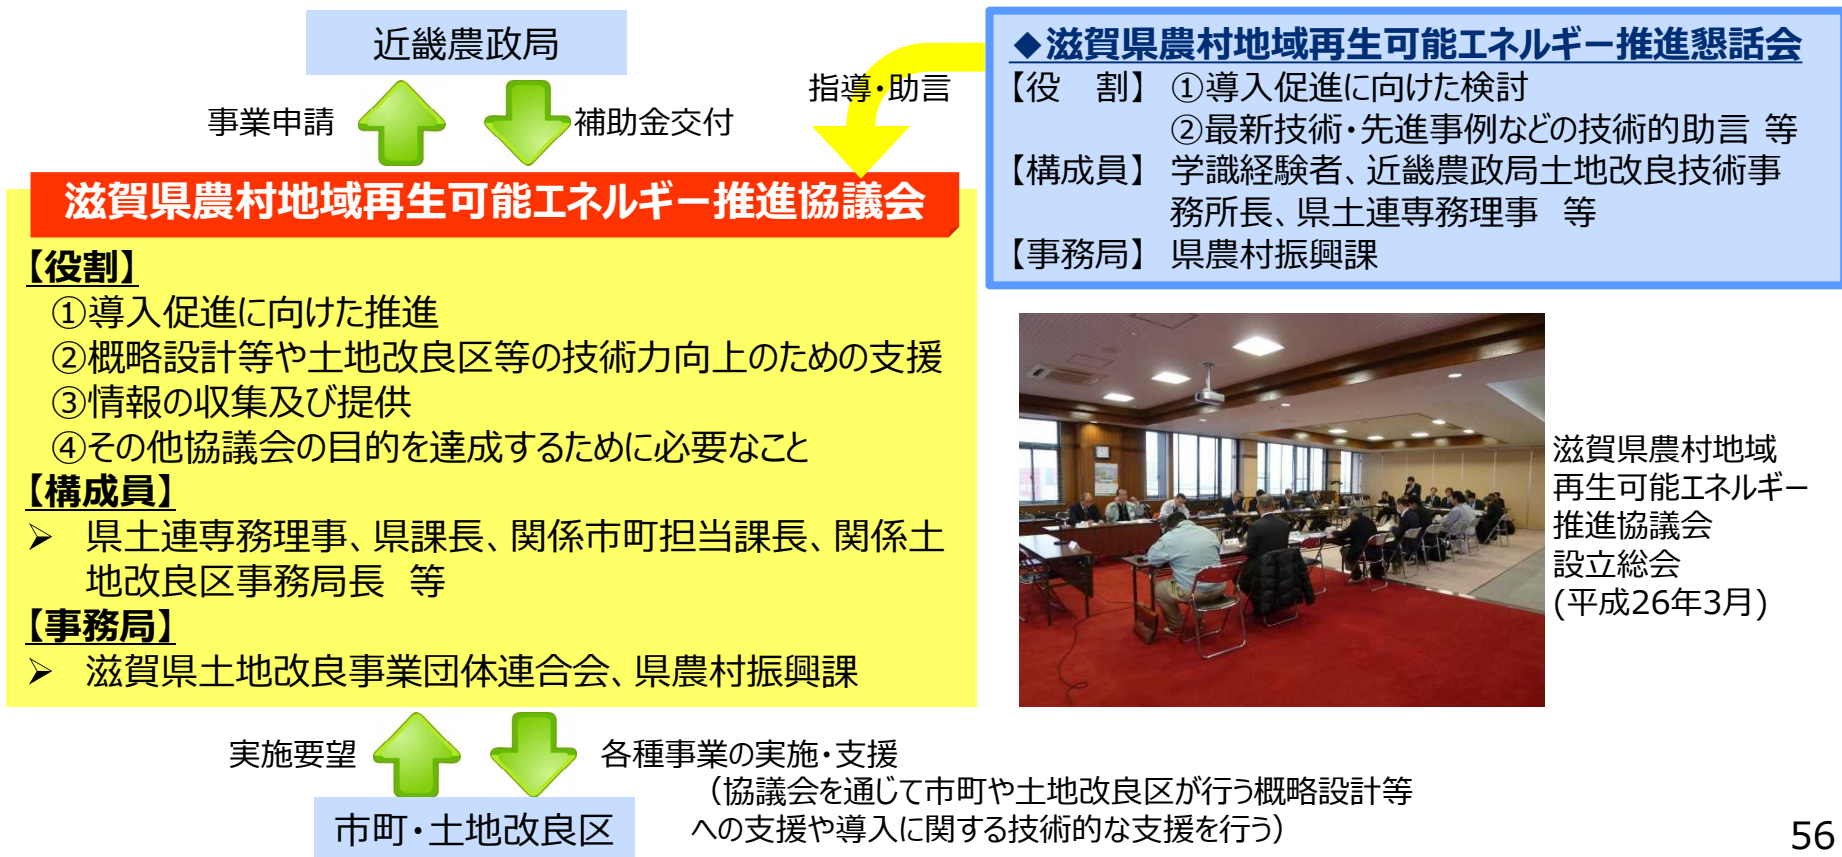 近畿農政局
事業申請
補助金交付
指導・助言
◆滋賀県農村地域再生可能エネルギー推進懇話会
【役　割】 ①導入促進に向けた検討
②最新技術・先進事例などの技術的助言 等
【構成員】 学識経験者、近畿農政局土地改良技術事
務所長、県土連専務理事 等
【事務局】 県農村振興課
滋賀県農村地域再生可能エネルギー推進協議会
【役割】
①導入促進に向けた推進
②概略設計等や土地改良区等の技術力向上のための支援
③情報の収集及び提供
④その他協議会の目的を達成するために必要なこと
【構成員】
➢ 県土連専務理事、県課長、関係市町担当課長、関係土
地改良区事務局長 等
【事務局】
➢ 滋賀県土地改良事業団体連合会、県農村振興課
滋賀県農村地域
再生可能エネルギー
推進協議会
設立総会
(平成26年3月)
実施要望
各種事業の実施・支援
（協議会を通じて市町や土地改良区が行う概略設計等
への支援や導入に関する技術的な支援を行う）
市町・土地改良区
56